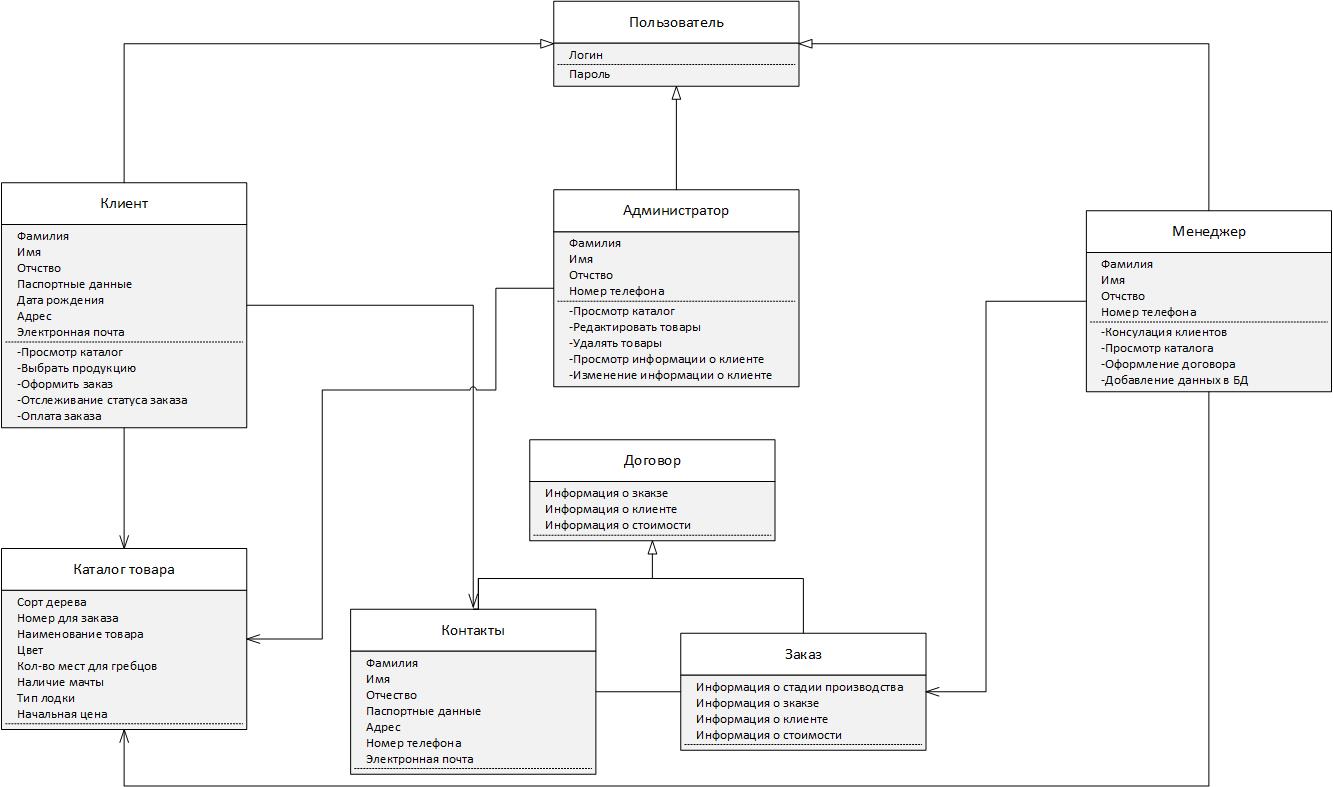 Пользователь
Логин
Пароль
Клиент
Фамилия
Имя
Отчство
Паспортные данные
Дата рождения
Адрес
Электронная почта
-Просмотр каталог
-Выбрать продукцию
-Оформить заказ
-Отслеживание статуса заказа
-Оплата заказа
Администратор
Фамилия
Имя
Отчство
Номер телефона
-Просмотр каталог
-Редактировать товары
-Удалять товары
-Просмотр информации о клиенте
-Изменение информации о клиенте
Менеджер
Фамилия
Имя
Отчство
Номер телефона
-Консулация клиентов
-Просмотр каталога
-Оформление договора
-Добавление данных в БД
Договор
Информация о зкакзе
Информация о клиенте
Информация о стоимости
Каталог товара
Сорт дерева
Номер для заказа
Наименование товара
Цвет
Кол-во мест для гребцов
Наличие мачты
Тип лодки
Начальная цена
Контакты
Фамилия
Имя
Отчество
Паспортные данные
Адрес
Номер телефона
Электронная почта
Заказ
Информация о стадии производства
Информация о зкакзе
Информация о клиенте
Информация о стоимости